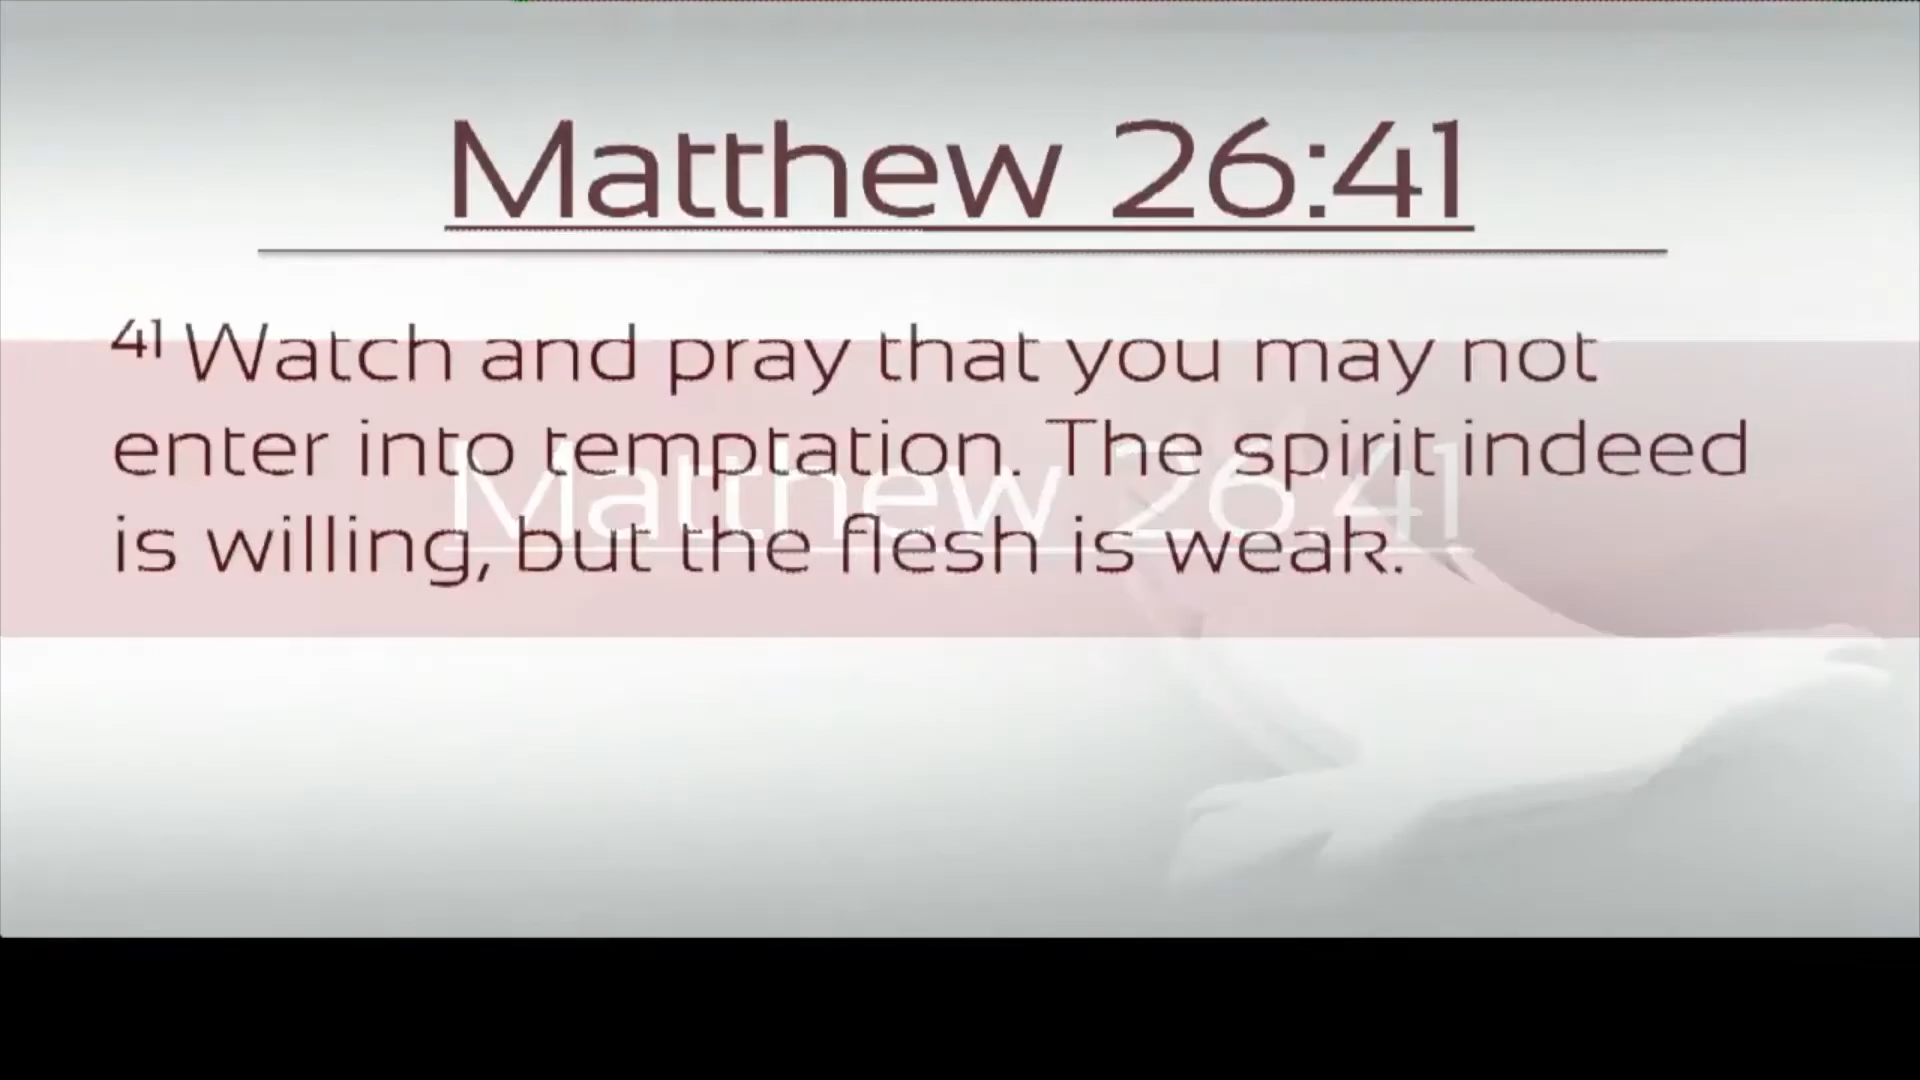 Matthew 26:41
41 Watch and pray that you may not
enter into temptation. The spirit indeed
is willing, but the flesh is weak.
Matthew 26:41